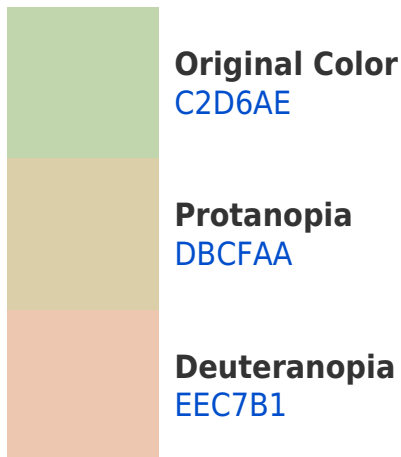 Original Color
C2D6AE
Protanopia
DBCFAA
Deuteranopia
EEC7B1